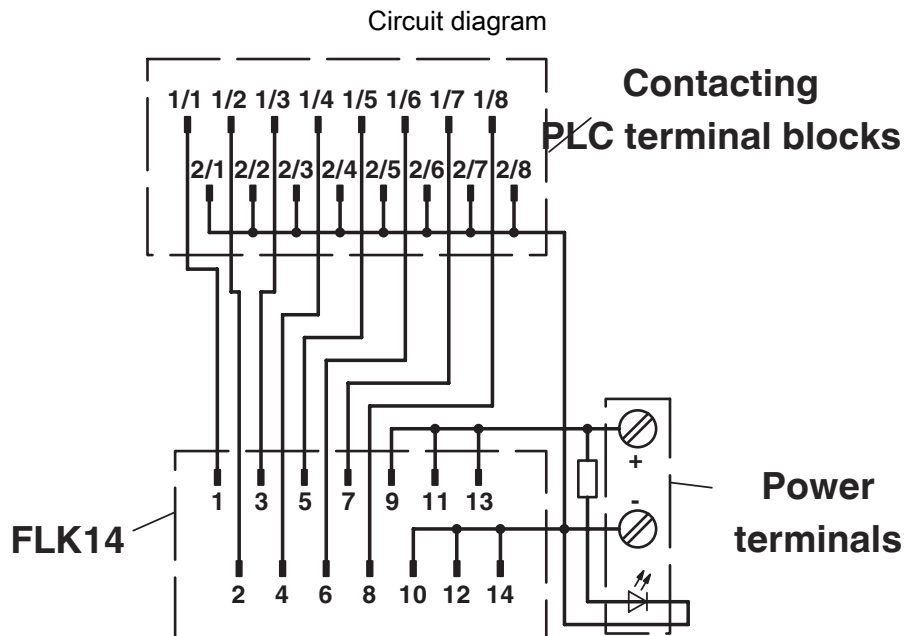 Circuit diagram
1/1 1/2 1/3 1/4 1/5 1/6 1/7 1/8
Contacting
PLC terminal blocks
2/1 2/2 2/3 2/4 2/5 2/6 2/7 2/8
+
1 3 5 7 9 11 13
-
Power
terminals
FLK14
2 4 6 8 10 12 14